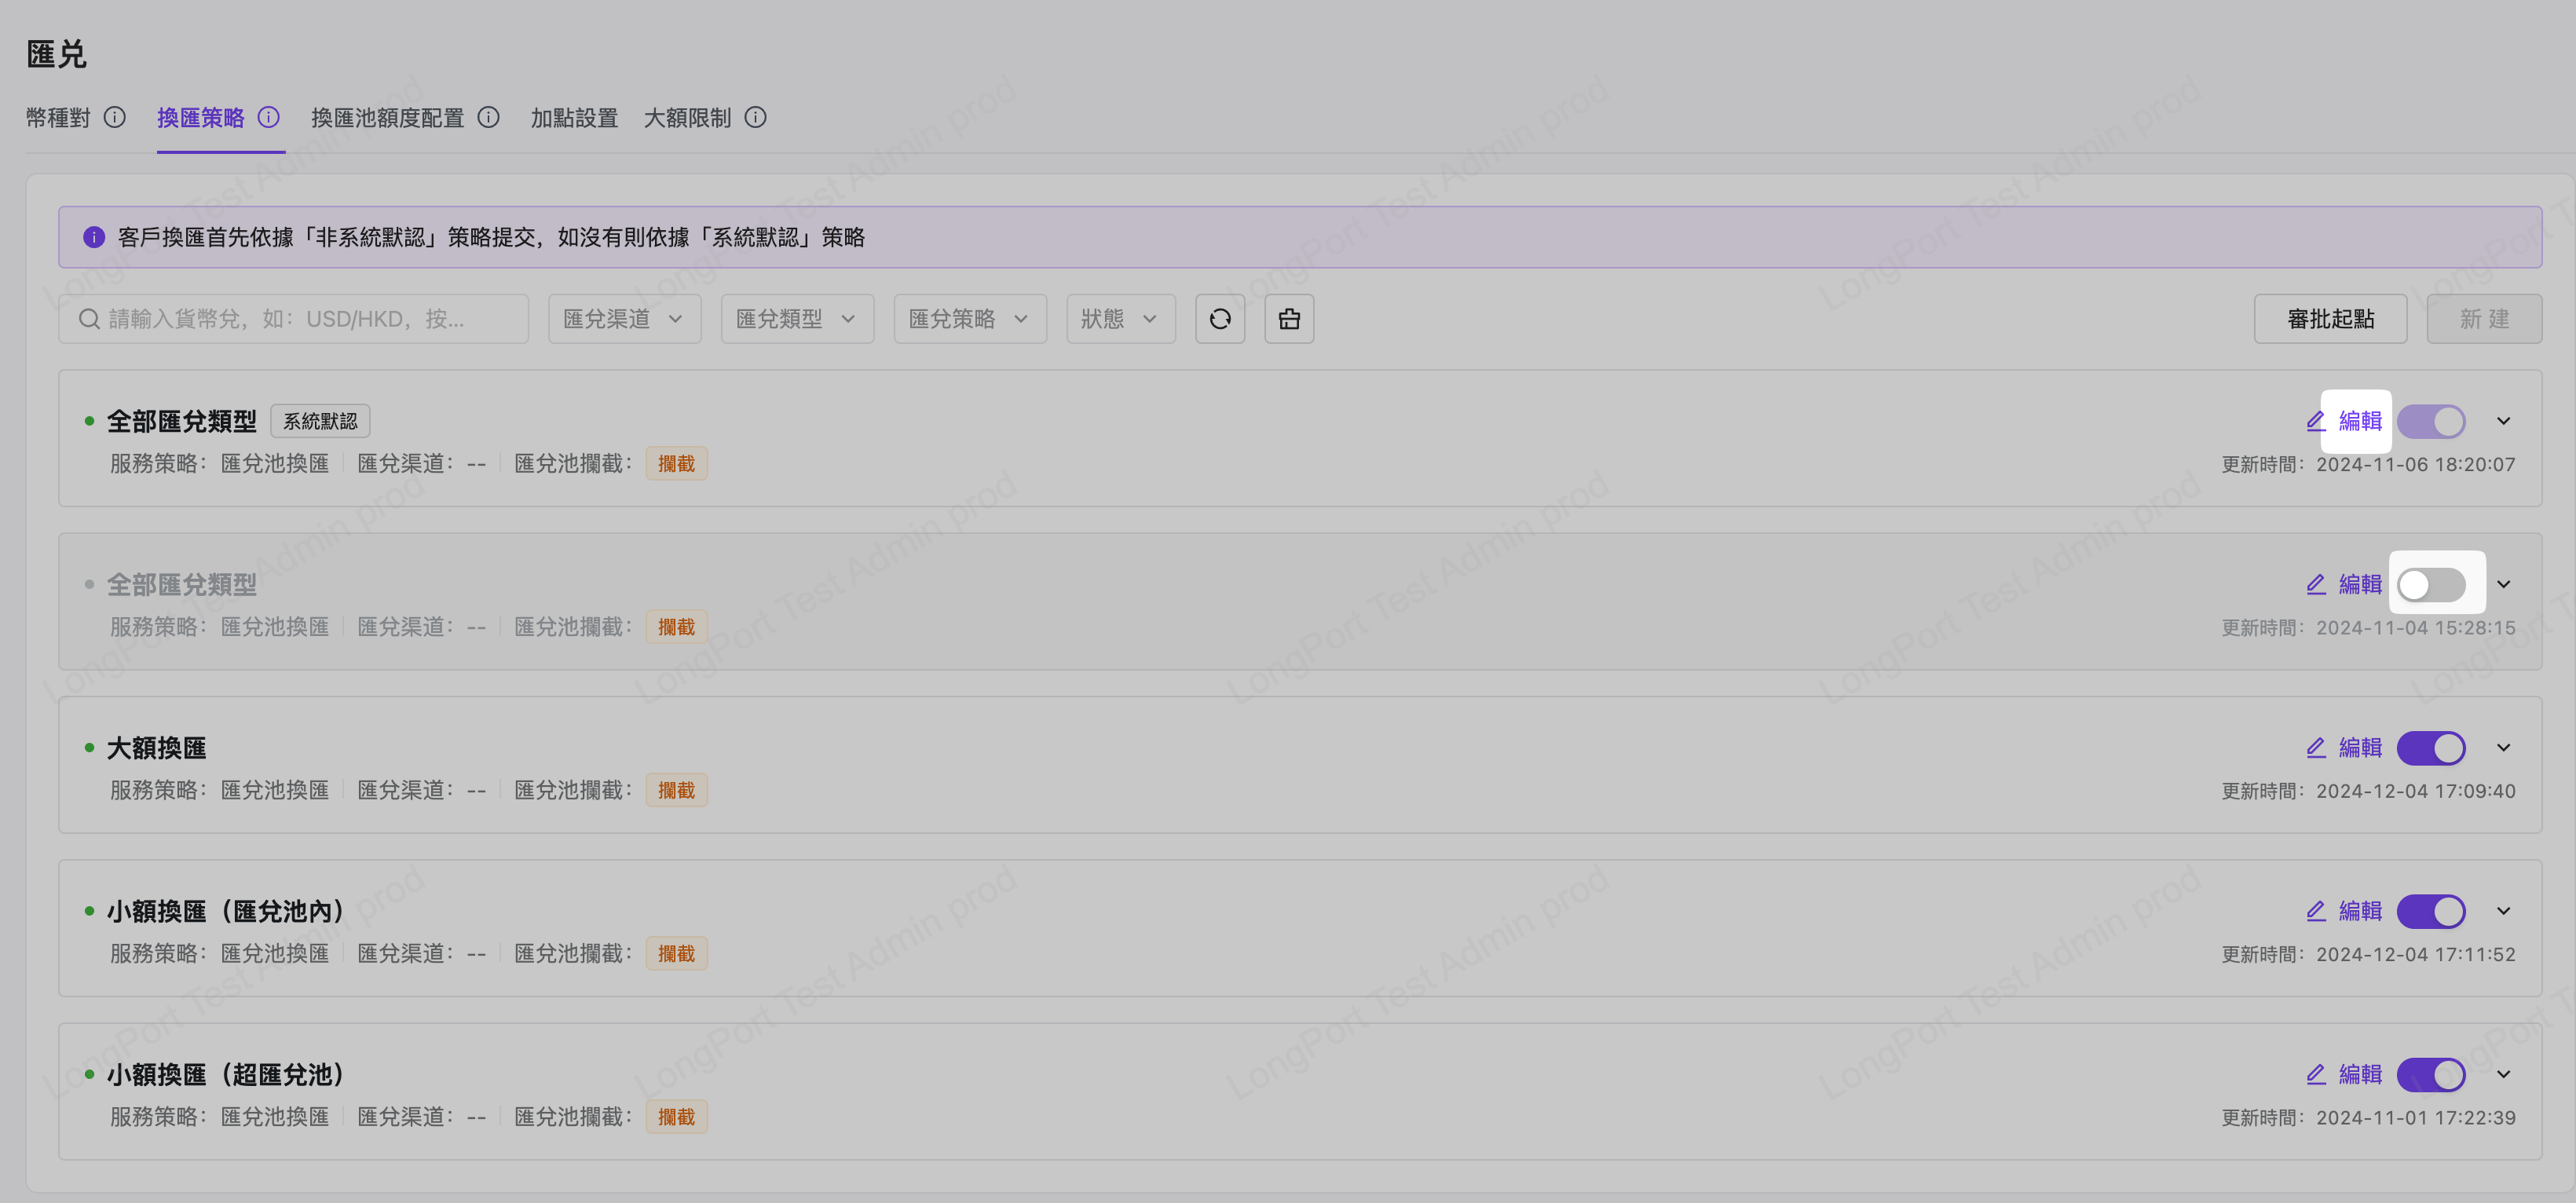 匯兑
幣種對 換匯策略 換匯池額度配置 加點設置 大額限制
客戶換匯首先依據「非系統默認」策略提交，如沒有則依據「系統默認」策略
請輸入貨幣兌，如：USD/HKD，按... 匯兌渠道 匯兌類型 匯兌策略 狀態 審批起點 新 建
全部匯兌類型 系統默認 編輯
服務策略：匯兌池換匯 匯兌渠道：-- 匯兌池攔截：攔截 更新時間：2024-11-06 18:20:07
全部匯兌類型 編輯
服務策略：匯兌池換匯 匯兌渠道：-- 匯兌池攔截：攔截 更新時間：2024-11-04 15:28:15
大額換匯 編輯
服務策略：匯兌池換匯 匯兌渠道：-- 匯兌池攔截：攔截 更新時間：2024-12-04 17:09:40
小額換匯（匯兌池內） 編輯
服務策略：匯兌池換匯 匯兌渠道：-- 匯兌池攔截：攔截 更新時間：2024-12-04 17:11:52
小額換匯（超匯兌池） 編輯
服務策略：匯兌池換匯 匯兌渠道：-- 匯兌池攔截：攔截 更新時間：2024-11-01 17:22:39
LongPort Test Admin prod